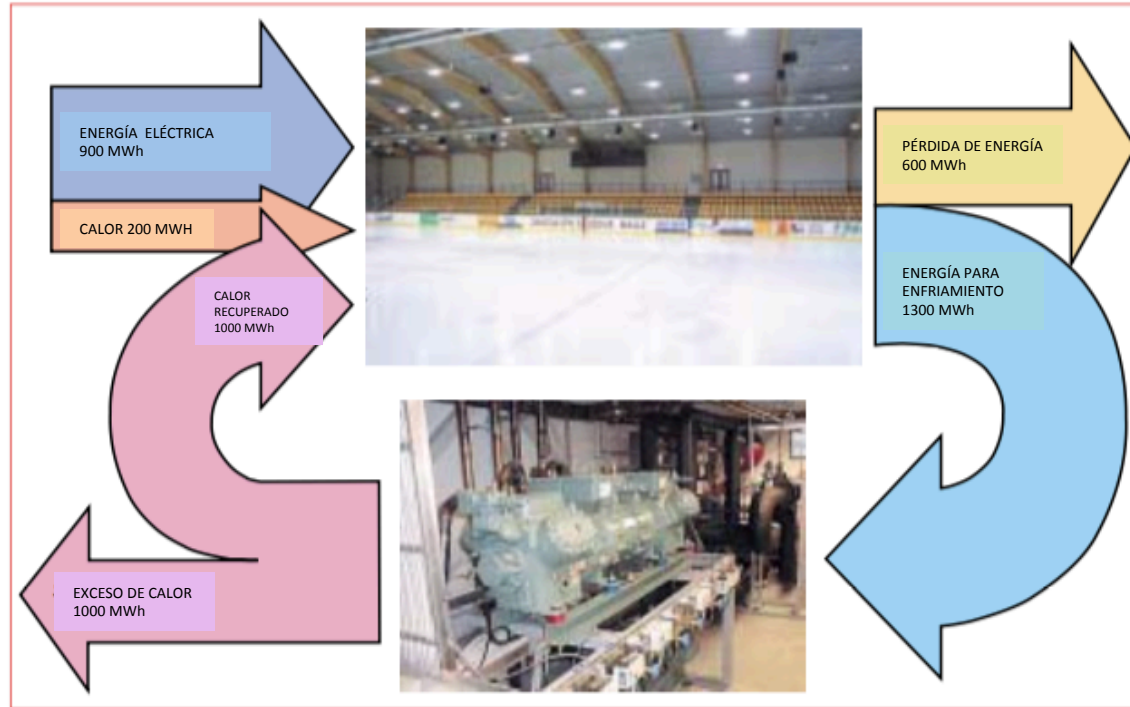 ENERGÍA ELÉCTRICA
900 MWh
CALOR 200 MWH
CALOR
RECUPERADO
1000 MWh
EXCESO DE CALOR
1000 MWh
PÉRDIDA DE ENERGÍA
600 MWh
ENERGÍA PARA
ENFRIAMIENTO
1300 MWh